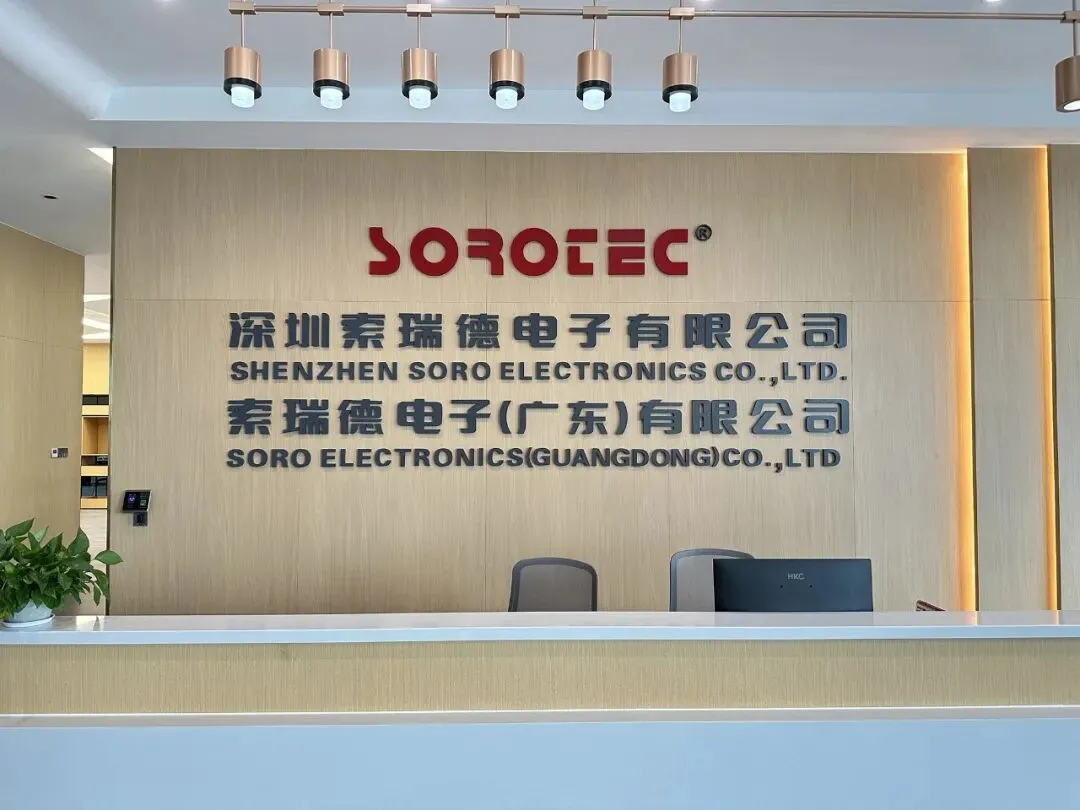 SOROTEC®
深圳索瑞德电子有限公司
SHENZHEN SORO ELECTRONICS CO.,LTD.
索瑞德电子(广东)有限公司
SORO ELECTRONICS(GUANGDONG)CO.,LTD
HKC